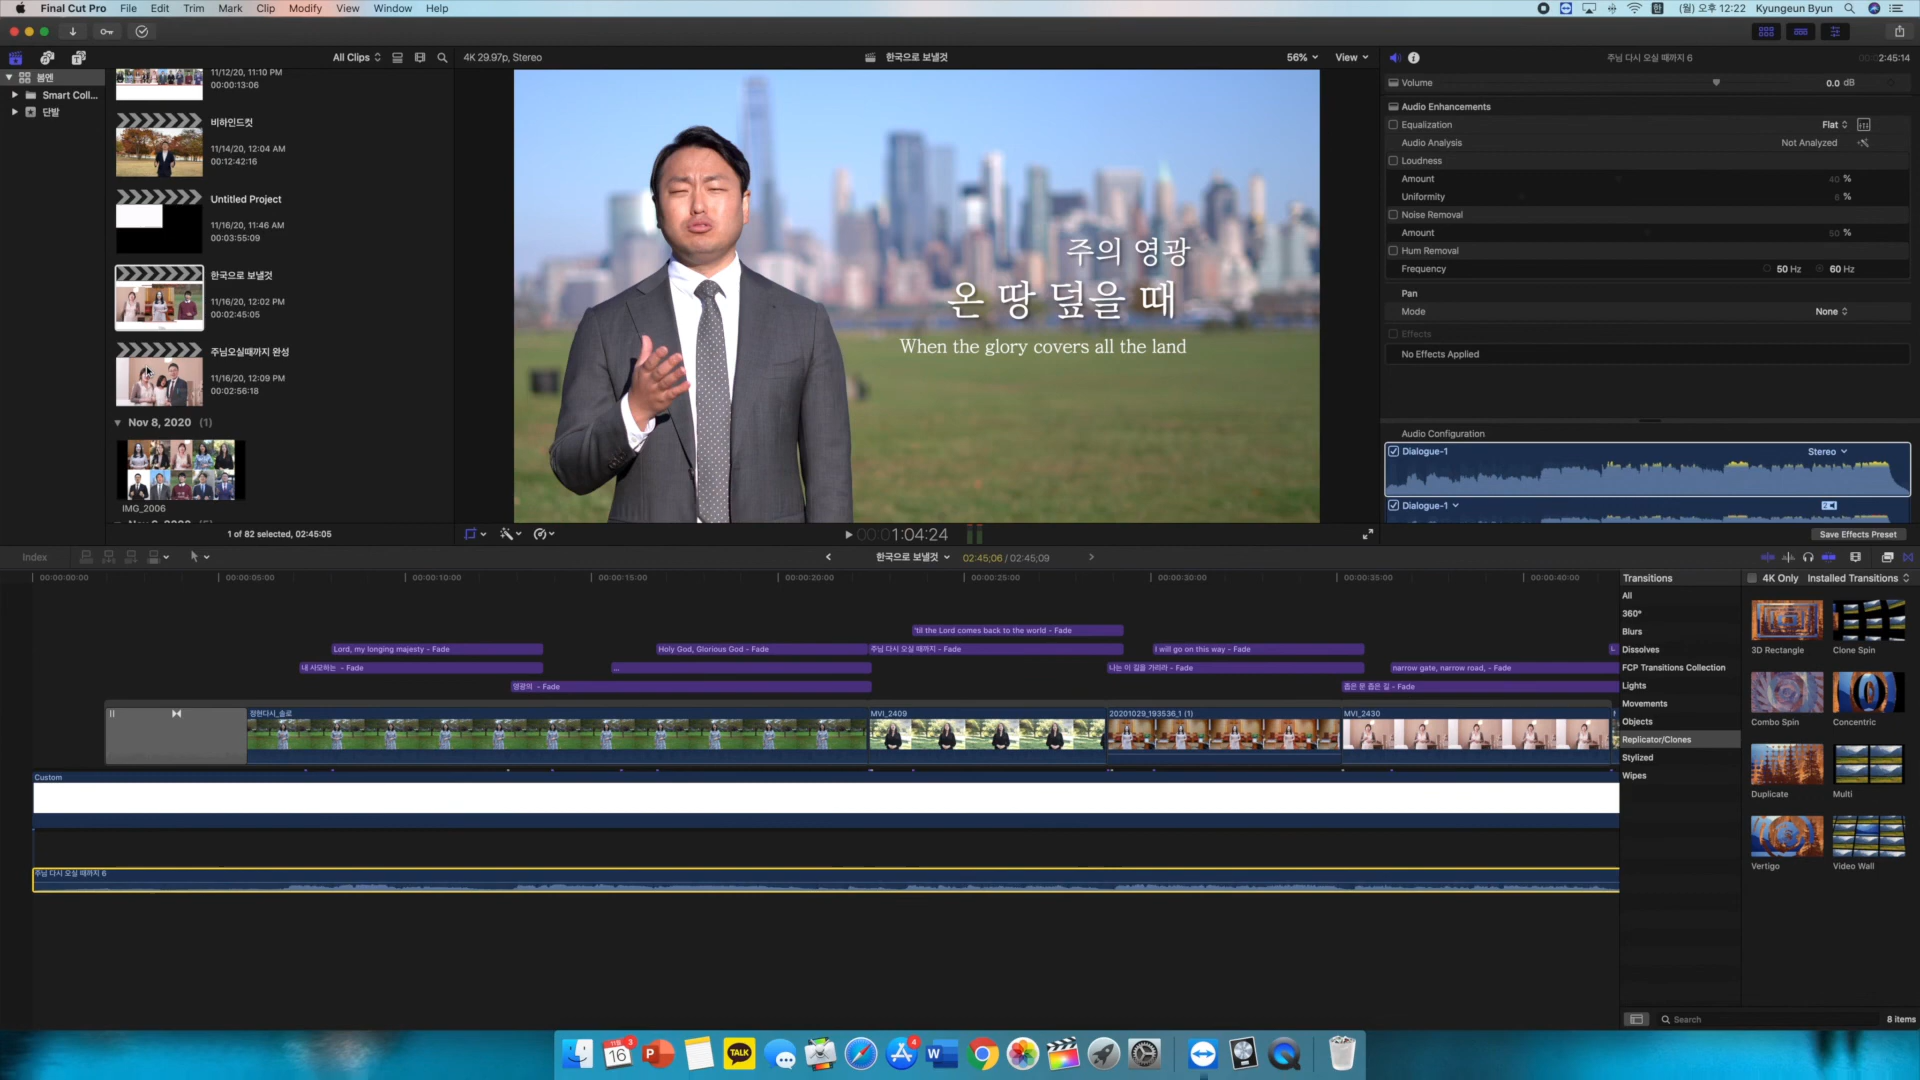 Final Cut Pro File Edit Trim Mark Clip Modify View Window Help
(월) 오후 12:22 Kyungeun Byun
All Clips
4K 29.97p, Stereo
한국으로 보낼것
56% View
주님 다시 오실 때까지 6
2:45:14
봄엔
Smart Coll...
단발
11/12/20, 11:10 PM
00:00:13:06
비하인드컷
11/14/20, 12:04 AM
00:12:42:16
Untitled Project
11/16/20, 11:46 AM
00:03:55:09
한국으로 보낼것
11/16/20, 12:02 PM
00:02:45:05
주님오실때까지 완성
11/16/20, 12:09 PM
00:02:56:18
Nov 8, 2020 (1)
IMG_2006
1 of 82 selected, 02:45:05
주의 영광
온 땅 덮을 때
When the glory covers all the land
00:00:1:04:24
Volume 0.0 dB
Audio Enhancements
Equalization Flat
Audio Analysis Not Analyzed
Loudness
Amount 40 %
Uniformity %
Noise Removal
Amount 50 %
Hum Removal
Frequency 50 Hz 60 Hz
Pan
Mode None
Effects
No Effects Applied
Audio Configuration
Dialogue-1 Stereo
Dialogue-1
Save Effects Preset
Index
한국으로 보낼것 02:45:06 / 02:45:09
00:00:00:00 00:00:05:00 00:00:10:00 00:00:15:00 00:00:20:00 00:00:25:00 00:00:30:00 00:00:35:00 00:00:40:00
'til the Lord comes back to the world - Fade
Lord, my longing majesty - Fade
Holy God, Glorious God - Fade
주님 다시 오실 때까지 - Fade
I will go on this way - Fade
L
내 사모하는 - Fade
...
나는 이 길을 가리라 - Fade
narrow gate, narrow road, - Fade
영광의 - Fade
좁은 문 좁은 길 - Fade
정현다시_솔로
MVI_2409
20201029_193536_1 (1)
MVI_2430
Custom
주님 다시 오실 때까지 6
Transitions
All
360°
Blurs
Dissolves
FCP Transitions Collection
Lights
Movements
Objects
Replicator/Clones
Stylized
Wipes
4K Only Installed Transitions
3D Rectangle Clone Spin
Combo Spin Concentric
Duplicate Multi
Vertigo Video Wall
Search 8 items
11월 3
16
P
TALK
4
W